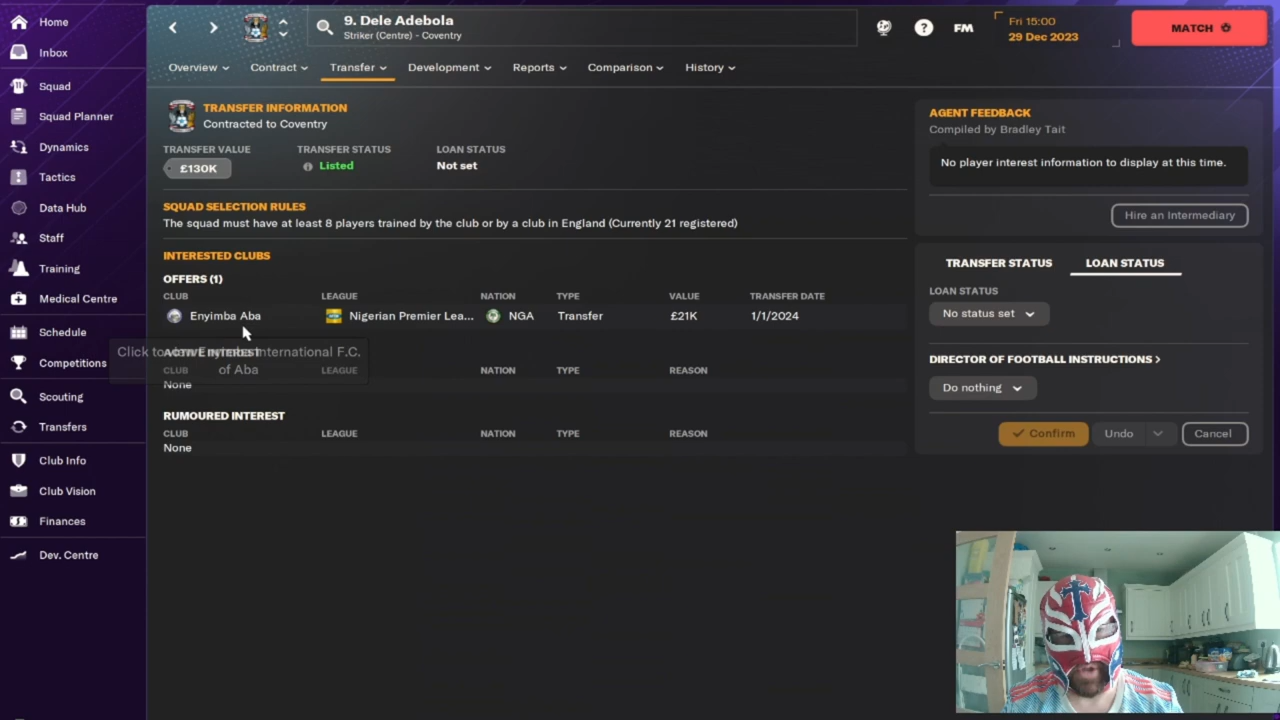 Home
Inbox
Squad
Squad Planner
Dynamics
Tactics
Data Hub
Staff
Training
Medical Centre
Schedule
Competitions
Scouting
Transfers
Club Info
Club Vision
Finances
Dev. Centre
9. Dele Adebola
Striker (Centre) - Coventry
?
FM
Fri 15:00
29 Dec 2023
MATCH
Overview Contract Transfer Development Reports Comparison History
TRANSFER INFORMATION
Contracted to Coventry
TRANSFER VALUE TRANSFER STATUS LOAN STATUS
£130K Listed Not set
SQUAD SELECTION RULES
The squad must have at least 8 players trained by the club or by a club in England (Currently 21 registered)
INTERESTED CLUBS
OFFERS (1)
CLUB LEAGUE NATION TYPE VALUE TRANSFER DATE
Enyimba Aba Nigerian Premier Lea... NGA Transfer £21K 1/1/2024
ACTIVE INTEREST
Click to view Enyimba International F.C.
of Aba
CLUB LEAGUE NATION TYPE REASON
None
RUMOURED INTEREST
CLUB LEAGUE NATION TYPE REASON
None
AGENT FEEDBACK
Compiled by Bradley Tait
No player interest information to display at this time.
Hire an Intermediary
TRANSFER STATUS LOAN STATUS
LOAN STATUS
No status set
DIRECTOR OF FOOTBALL INSTRUCTIONS >
Do nothing
Confirm Undo Cancel